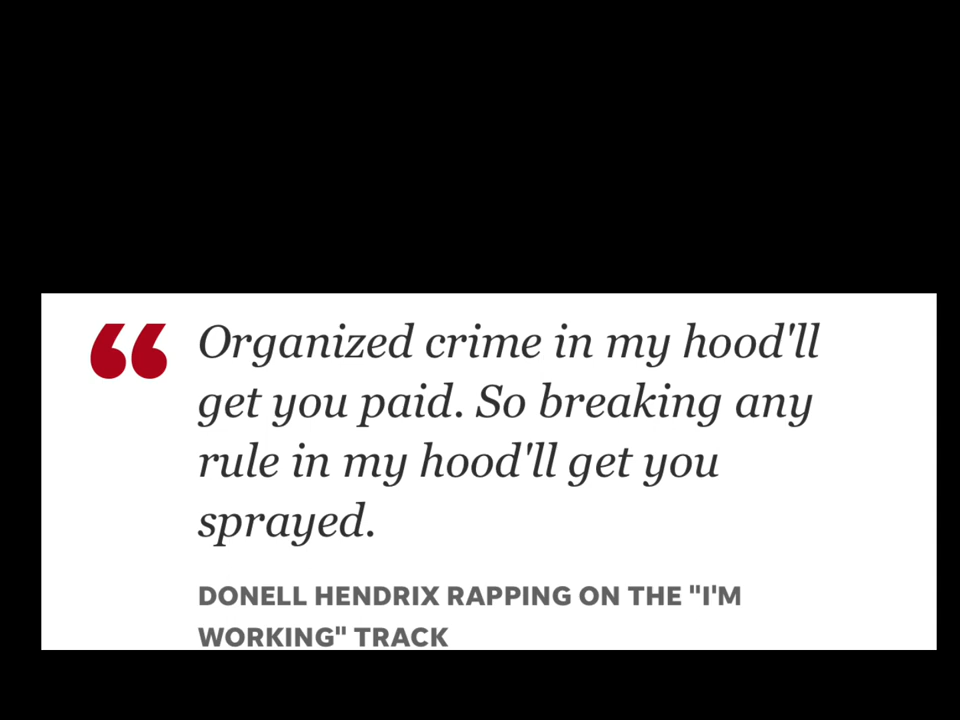 “ Organized crime in my hood'll
get you paid. So breaking any
rule in my hood'll get you
sprayed.
DONELL HENDRIX RAPPING ON THE "I'M
WORKING" TRACK